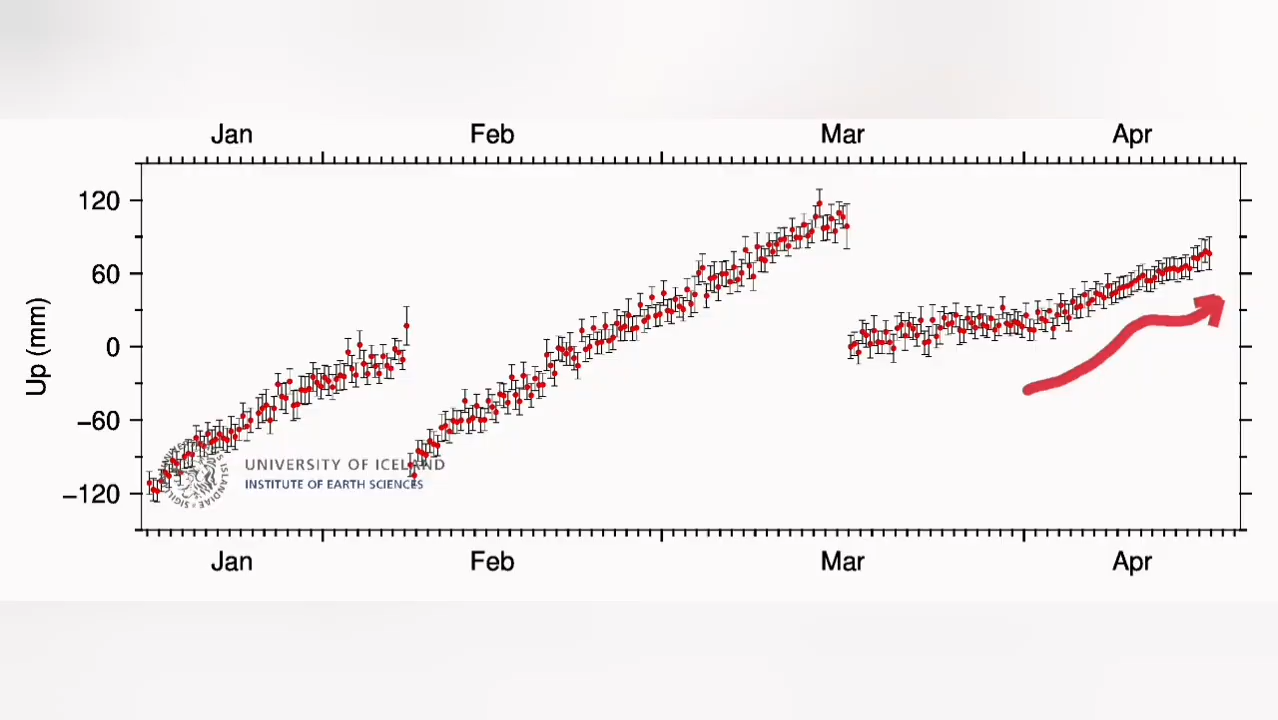 Jan Feb Mar Apr
120
60
0
−60
−120
Up (mm)
UNIVERSITY OF ICELAND
INSTITUTE OF EARTH SCIENCES
Jan Feb Mar Apr